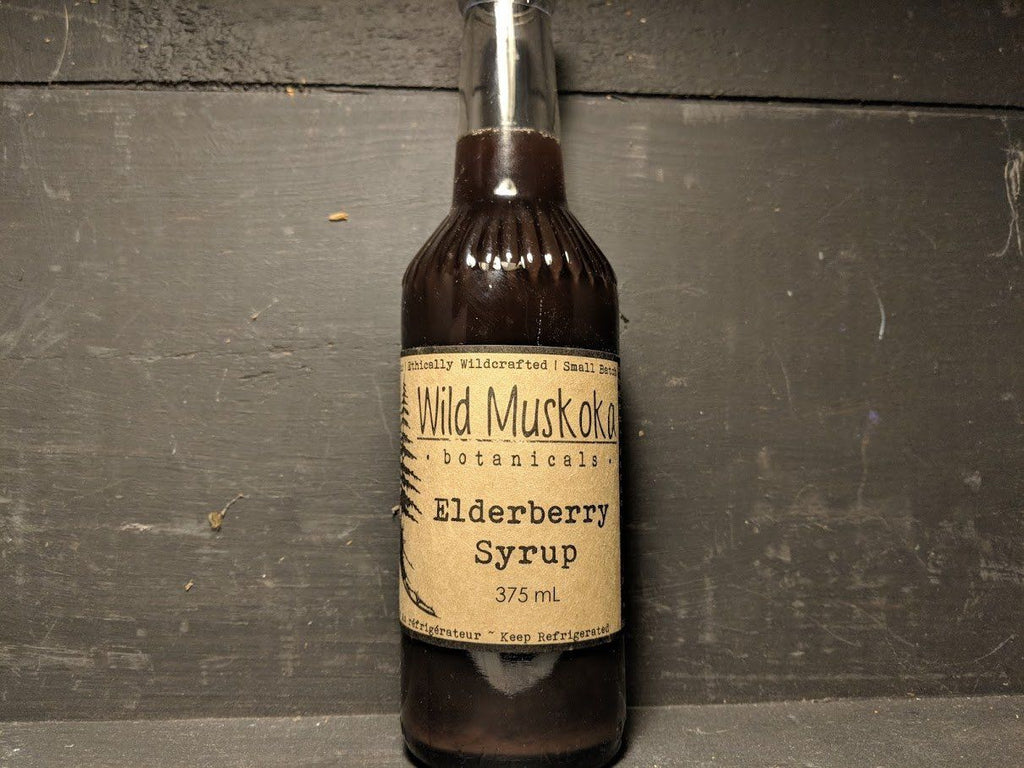 Ethically Wildcrafted | Small Batch
Wild Muskoka
· botanicals ·
Elderberry
Syrup
375 mL
réfrigérateur ~ Keep Refrigerated